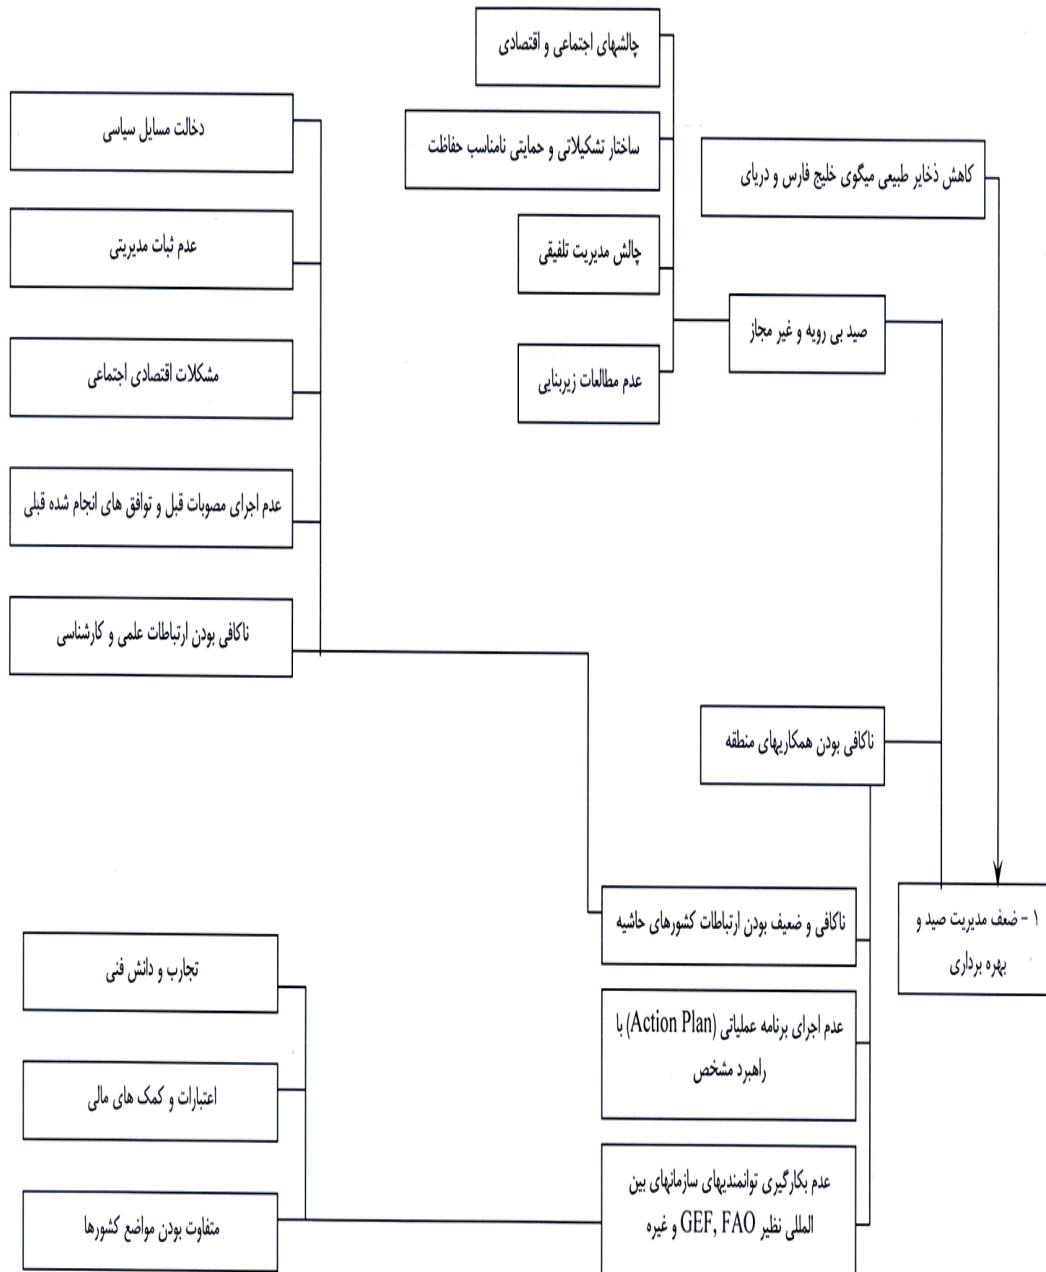 کاهش ذخایر طبیعی میگوی خلیج فارس و دریای
۱ - ضعف مدیریت صید و
بهره برداری
صید بی رویه و غیر مجاز
چالشهای اجتماعی و اقتصادی
ساختار تشکیلاتی و حمایتی نامناسب حفاظت
چالش مدیریت تلفیقی
عدم مطالعات زیربنایی
ناکافی بودن همکاریهای منطقه
ناکافی و ضعیف بودن ارتباطات کشورهای حاشیه
دخالت مسایل سیاسی
عدم ثبات مدیریتی
مشکلات اقتصادی اجتماعی
عدم اجرای مصوبات قبل و توافق های انجام شده قبلی
ناکافی بودن ارتباطات علمی و کارشناسی
عدم اجرای برنامه عملیاتی (Action Plan) با
راهبرد مشخص
عدم بکارگیری توانمندیهای سازمانهای بین
المللی نظیر GEF, FAO و غیره
تجارب و دانش فنی
اعتبارات و کمک های مالی
متفاوت بودن مواضع کشورها